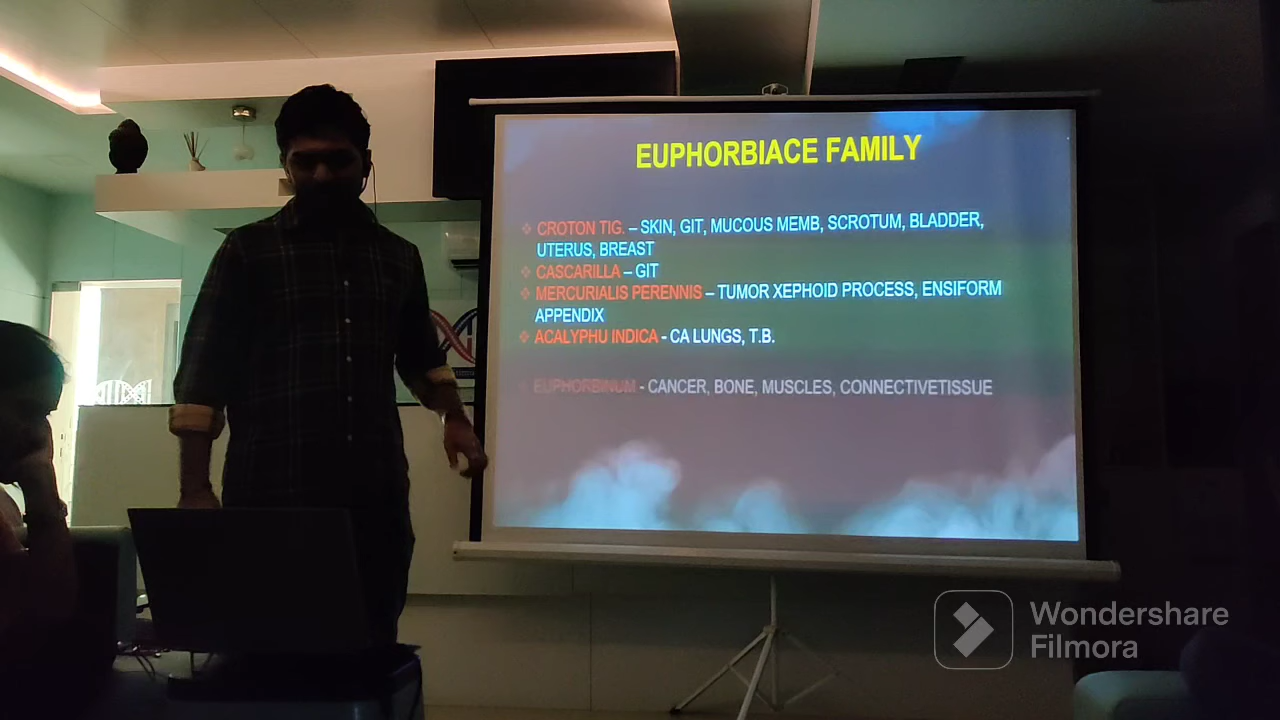 EUPHORBIACE FAMILY
❖ CROTON TIG. – SKIN, GIT, MUCOUS MEMB, SCROTUM, BLADDER,
UTERUS, BREAST
❖ CASCARILLA – GIT
❖ MERCURIALIS PERENNIS – TUMOR XEPHOID PROCESS, ENSIFORM
APPENDIX
❖ ACALYPHU INDICA - CA LUNGS, T.B.
❖ EUPHORBINUM - CANCER, BONE, MUSCLES, CONNECTIVETISSUE
Wondershare
Filmora